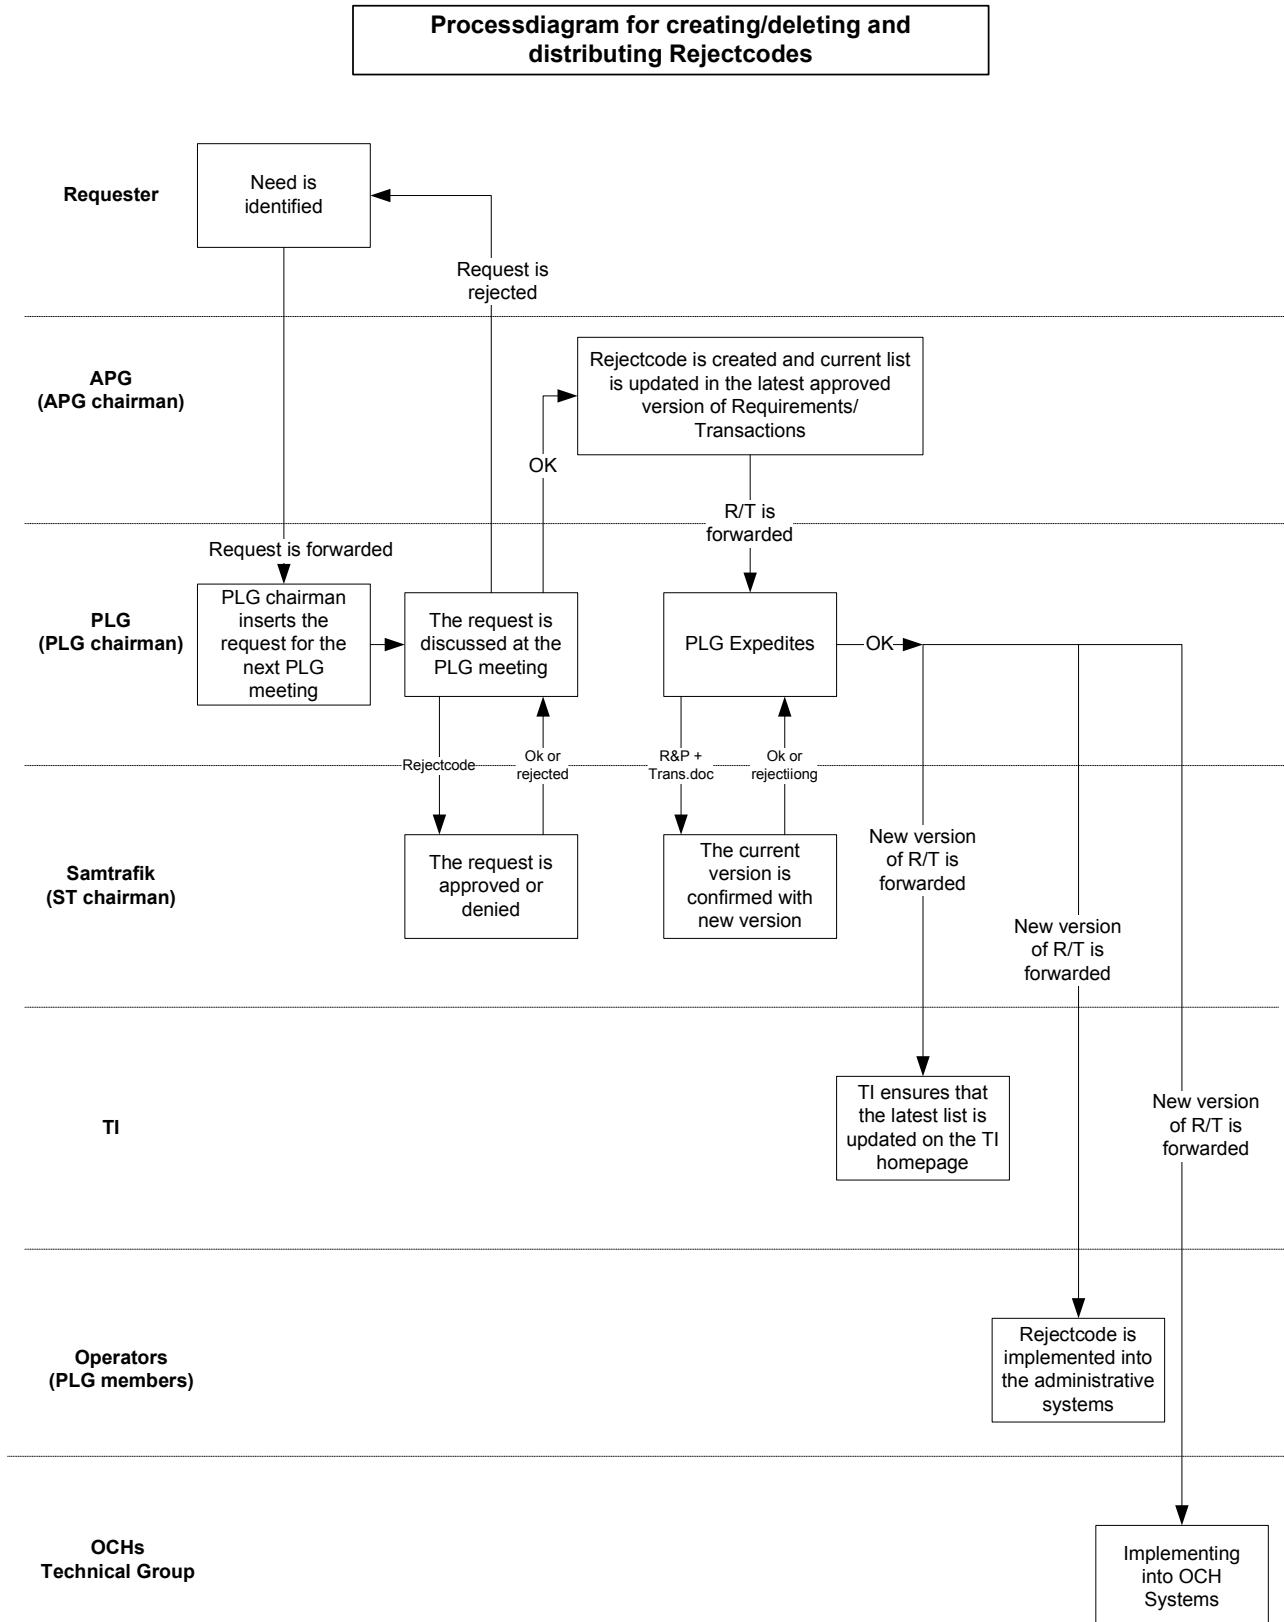 Processdiagram for creating/deleting and
distributing Rejectcodes
Requester
Need is
identified
Request is
rejected
APG
(APG chairman)
Rejectcode is created and current list
is updated in the latest approved
version of Requirements/
Transactions
OK
R/T is
forwarded
Request is forwarded
PLG
(PLG chairman)
PLG chairman
inserts the
request for the
next PLG
meeting
The request is
discussed at the
PLG meeting
PLG Expedites
OK
Rejectcode
Ok or
rejected
R&P +
Trans.doc
Ok or
rejectiiong
Samtrafik
(ST chairman)
The request is
approved or
denied
The current
version is
confirmed with
new version
New version
of R/T is
forwarded
New version
of R/T is
forwarded
TI
TI ensures that
the latest list is
updated on the TI
homepage
New version
of R/T is
forwarded
Operators
(PLG members)
Rejectcode is
implemented into
the administrative
systems
OCHs
Technical Group
Implementing
into OCH
Systems